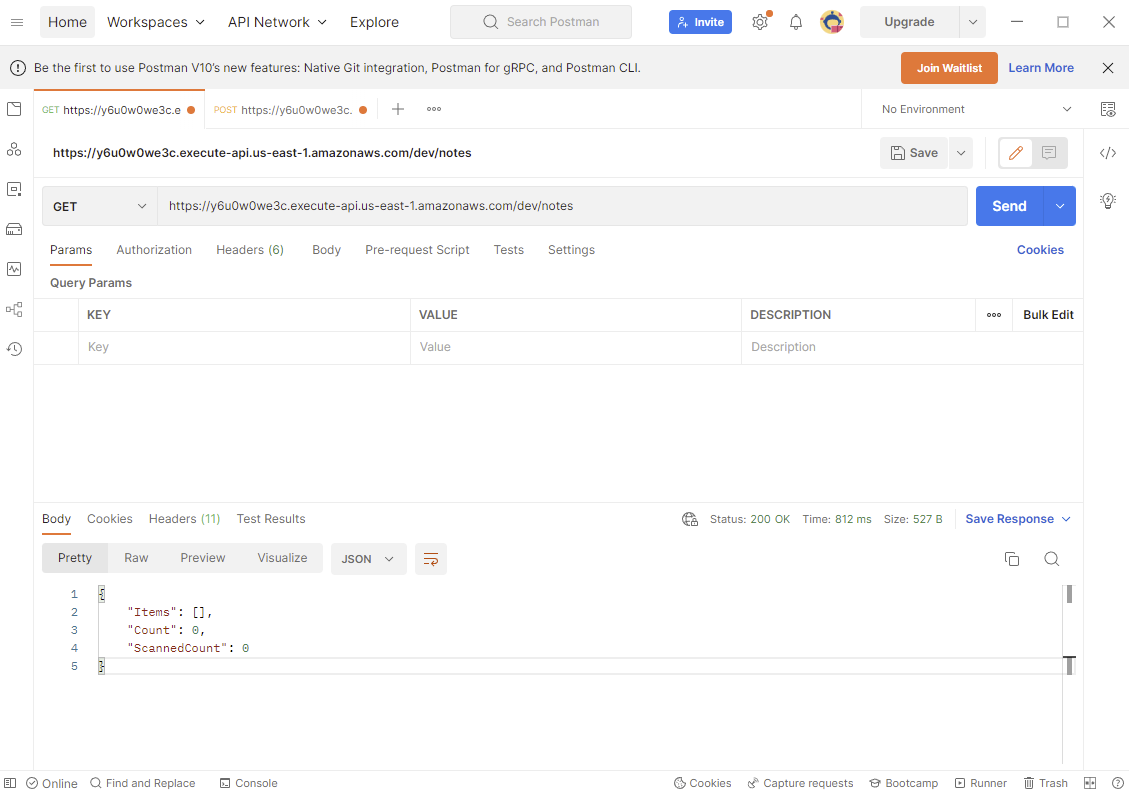 Home Workspaces API Network Explore Search Postman Invite Upgrade
Be the first to use Postman V10's new features: Native Git integration, Postman for gRPC, and Postman CLI. Join Waitlist Learn More
GET https://y6u0w0we3c.e POST https://y6u0w0we3c. No Environment
https://y6u0w0we3c.execute-api.us-east-1.amazonaws.com/dev/notes Save
GET https://y6u0w0we3c.execute-api.us-east-1.amazonaws.com/dev/notes Send
Params Authorization Headers (6) Body Pre-request Script Tests Settings Cookies
Query Params
KEY VALUE DESCRIPTION Bulk Edit
Key Value Description
Body Cookies Headers (11) Test Results Status: 200 OK Time: 812 ms Size: 527 B Save Response
Pretty Raw Preview Visualize JSON
1 {
2 "Items": [],
3 "Count": 0,
4 "ScannedCount": 0
5 }
Online Find and Replace Console Cookies Capture requests Bootcamp Runner Trash